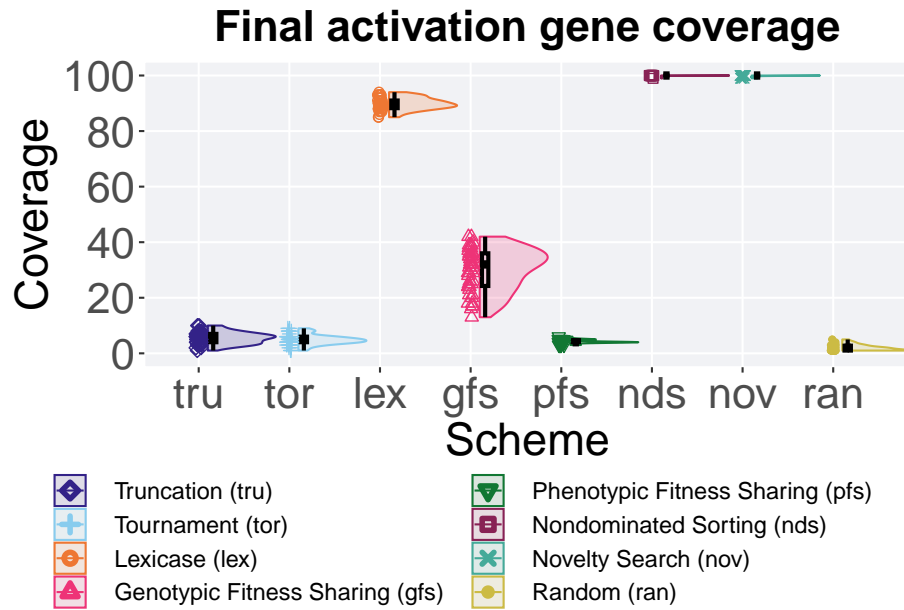 Final activation gene coverage
Coverage
100
80
60
40
20
0
tru tor lex gfs pfs nds nov ran
Scheme
Truncation (tru)
Tournament (tor)
Lexicase (lex)
Genotypic Fitness Sharing (gfs)
Phenotypic Fitness Sharing (pfs)
Nondominated Sorting (nds)
Novelty Search (nov)
Random (ran)